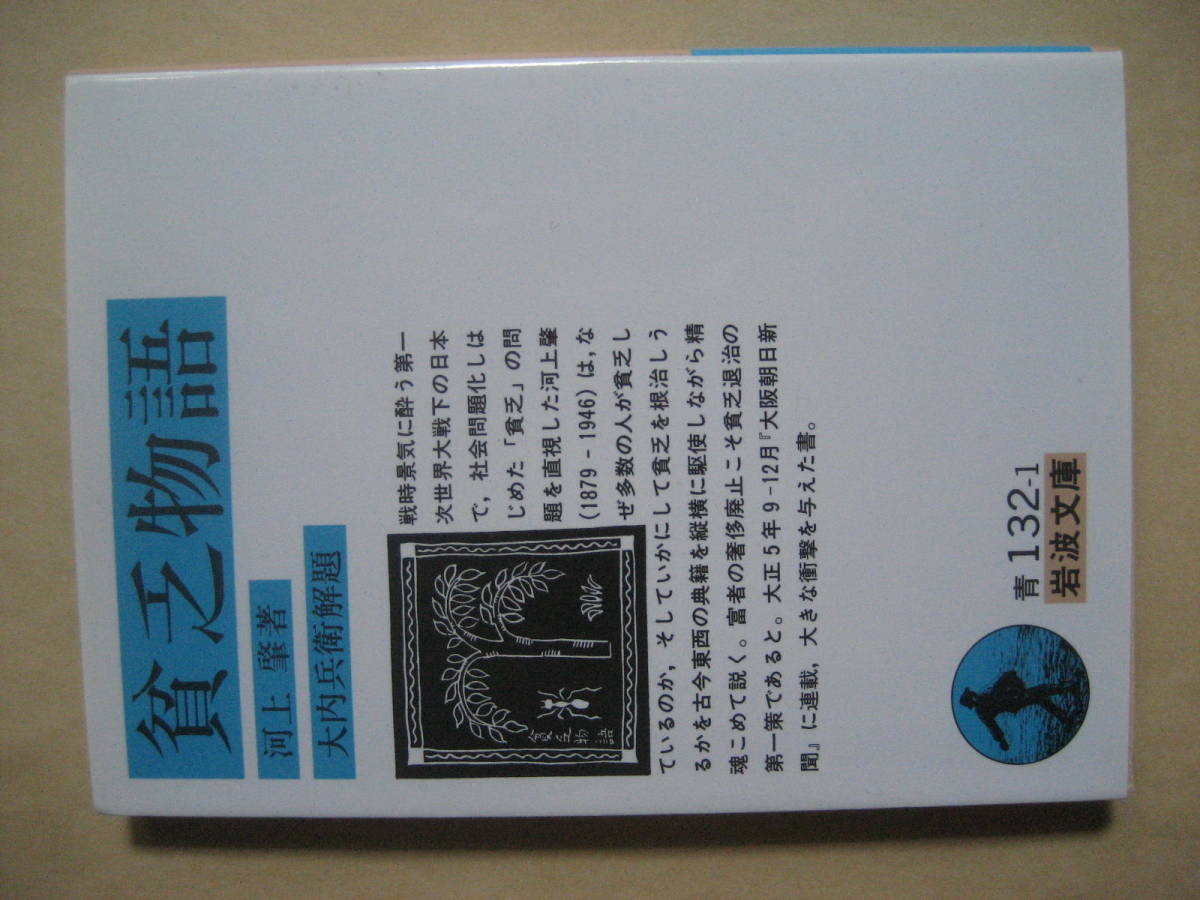 貧乏物語
河上 肇著
大内兵衛解題
貧乏物語
戦時景気に酔う第一
次世界大戦下の日本
で，社会問題化しは
じめた「貧乏」の問
題を直視した河上肇
(1879‐1946)は，な
ぜ多数の人が貧乏し
ているのか，そしていかにして貧乏を根治しう
るかを古今東西の典籍を縦横に駆使しながら精
魂こめて説く。富者の奢侈廃止こそ貧乏退治の
第一策であると。大正5年9‐12月『大阪朝日新
聞』に連載，大きな衝撃を与えた書。
青132-1
岩波文庫